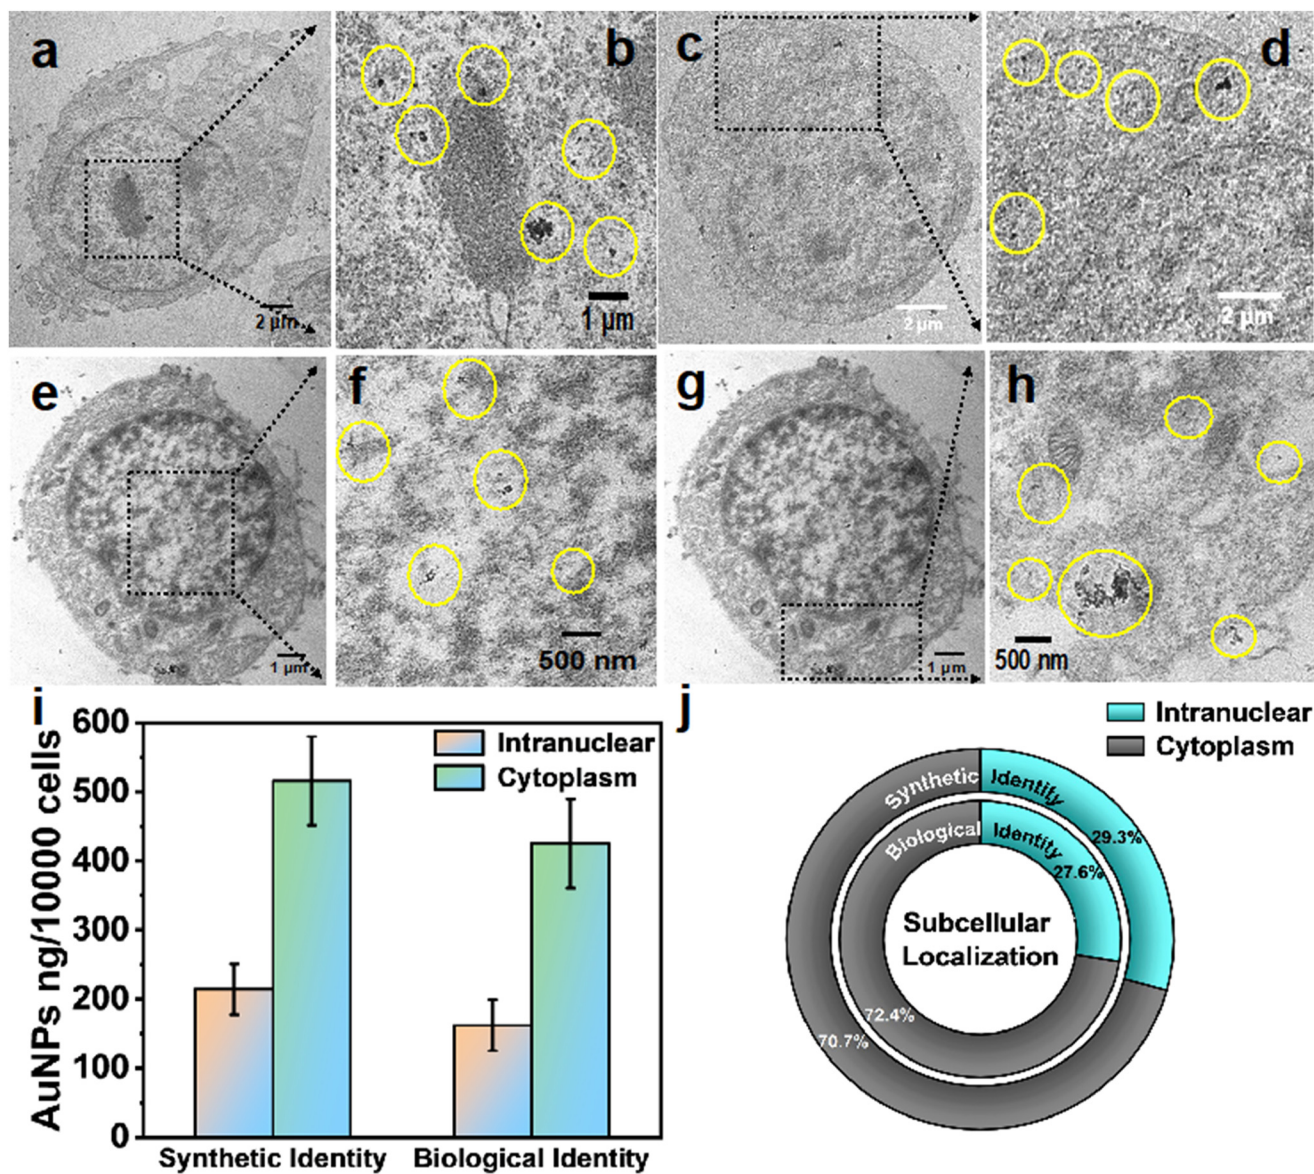 a
b
c
d
2 µm
1 µm
2 µm
2 µm
e
f
g
h
1 µm
500 nm
1 µm
500 nm
i
AuNPs ng/10000 cells
600
500
400
300
200
100
0
Intranuclear
Cytoplasm
Synthetic Identity
Biological Identity
j
Intranuclear
Cytoplasm
Synthetic Identity
29.3%
Biological Identity
27.6%
Subcellular
Localization
72.4%
70.7%